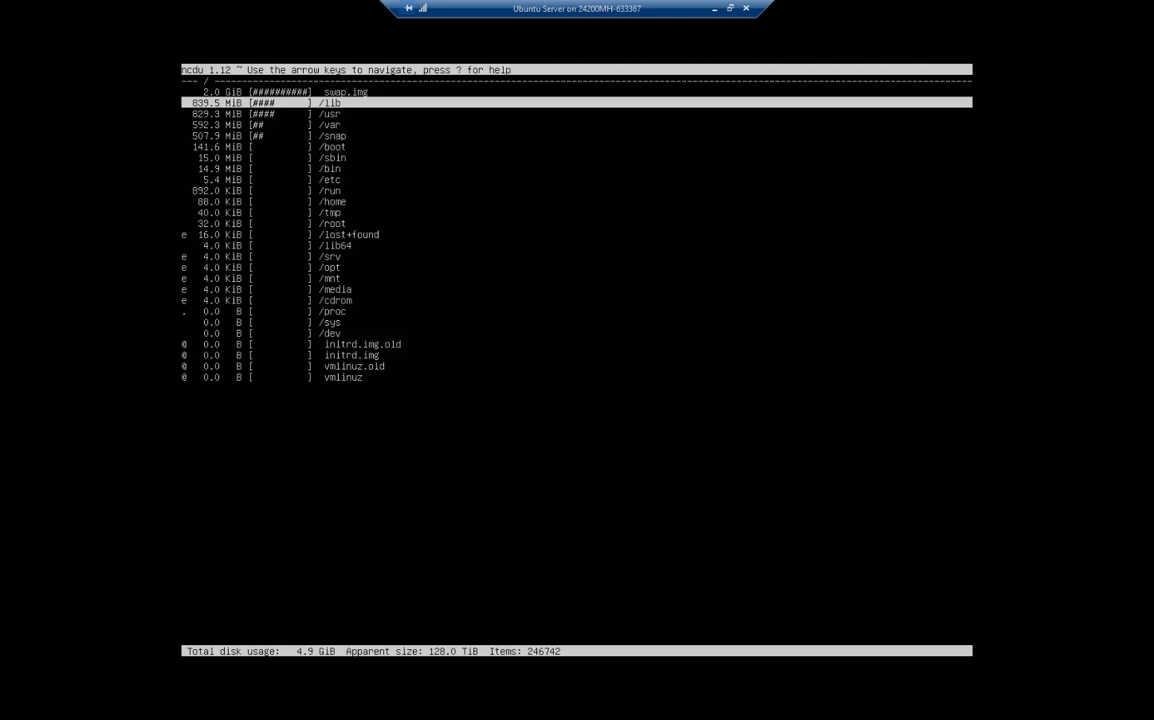 Ubuntu Server on 24200MH-633367
ncdu 1.12 ~ Use the arrow keys to navigate, press ? for help
--- / -----------------------------------------------------------------------------------------------------------
2.0 GiB [##########]  swap.img
839.5 MiB [####      ] /lib
829.3 MiB [####      ] /usr
592.3 MiB [##        ] /var
507.9 MiB [##        ] /snap
141.6 MiB [          ] /boot
15.0 MiB [          ] /sbin
14.9 MiB [          ] /bin
5.4 MiB [          ] /etc
892.0 KiB [          ] /run
88.0 KiB [          ] /home
40.0 KiB [          ] /tmp
32.0 KiB [          ] /root
e 16.0 KiB [          ] /lost+found
4.0 KiB [          ] /lib64
e 4.0 KiB [          ] /srv
e 4.0 KiB [          ] /opt
e 4.0 KiB [          ] /mnt
e 4.0 KiB [          ] /media
e 4.0 KiB [          ] /cdrom
. 0.0 B [          ] /proc
0.0 B [          ] /sys
0.0 B [          ] /dev
@ 0.0 B [          ]  initrd.img.old
@ 0.0 B [          ]  initrd.img
@ 0.0 B [          ]  vmlinuz.old
@ 0.0 B [          ]  vmlinuz
Total disk usage: 4.9 GiB Apparent size: 128.0 TiB Items: 246742